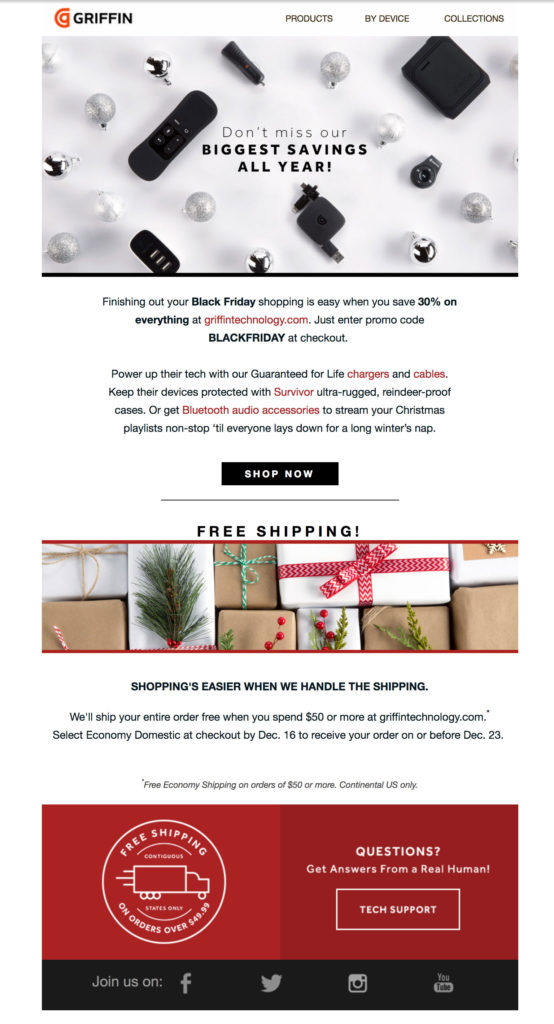 GRIFFIN
PRODUCTS BY DEVICE COLLECTIONS
Don't miss our
BIGGEST SAVINGS
ALL YEAR!
Finishing out your Black Friday shopping is easy when you save 30% on
everything at griffintechnology.com. Just enter promo code
BLACKFRIDAY at checkout.
Power up their tech with our Guaranteed for Life chargers and cables.
Keep their devices protected with Survivor ultra-rugged, reindeer-proof
cases. Or get Bluetooth audio accessories to stream your Christmas
playlists non-stop ‘til everyone lays down for a long winter’s nap.
SHOP NOW
FREE SHIPPING!
SHOPPING'S EASIER WHEN WE HANDLE THE SHIPPING.
We'll ship your entire order free when you spend $50 or more at griffintechnology.com.*
Select Economy Domestic at checkout by Dec. 16 to receive your order on or before Dec. 23.
*Free Economy Shipping on orders of $50 or more. Continental US only.
FREE SHIPPING
CONTIGUOUS
STATES ONLY
ON ORDERS OVER $49.99
QUESTIONS?
Get Answers From a Real Human!
TECH SUPPORT
Join us on:
You
Tube